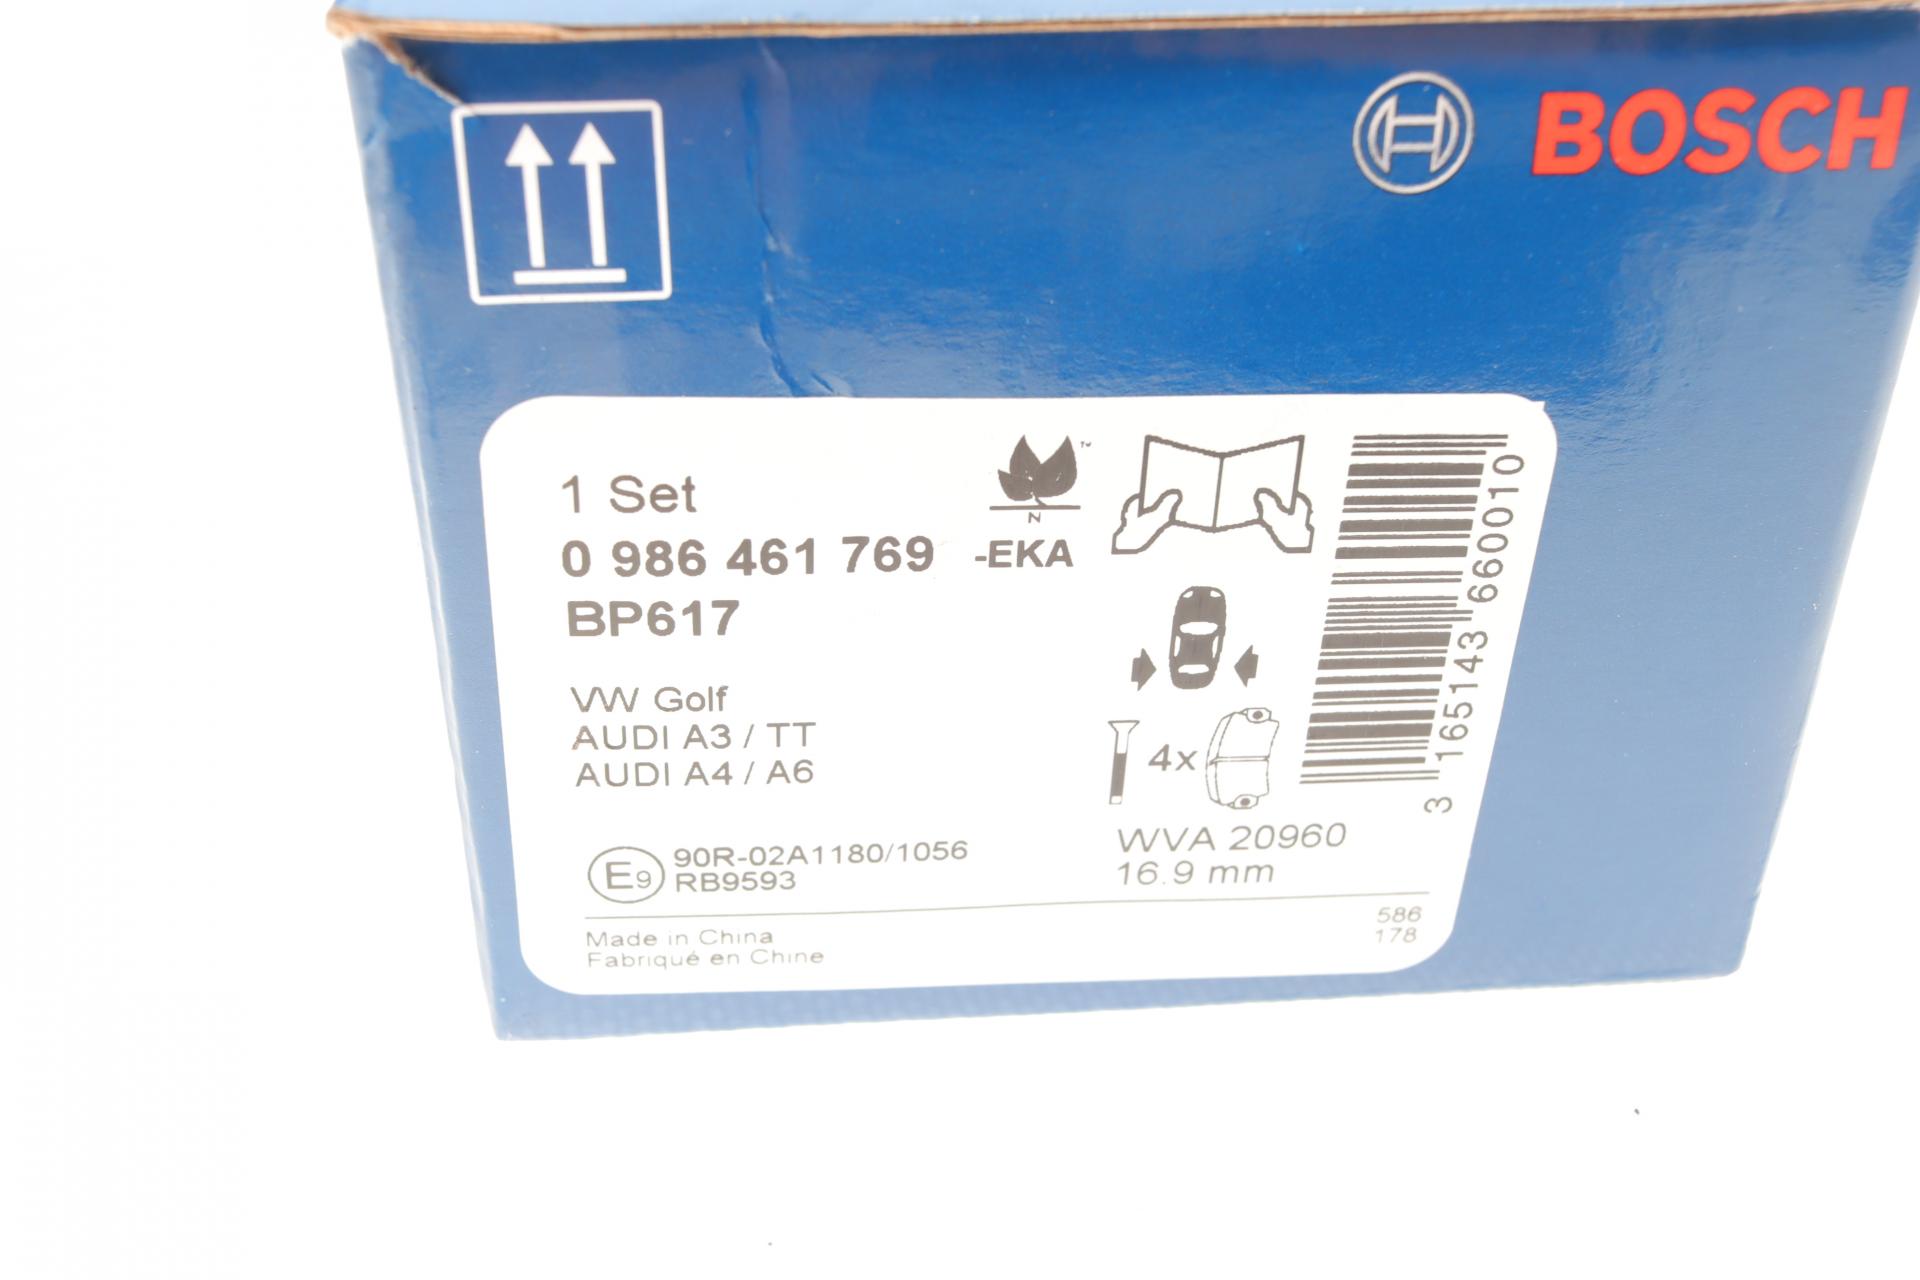 BOSCH
1 Set
0 986 461 769 -EKA
BP617
TM
N
VW Golf
AUDI A3 / TT
AUDI A4 / A6
4x
3 165143 660010
E9 90R-02A1180/1056
RB9593
WVA 20960
16.9 mm
Made in China
Fabriqué en Chine
586
178